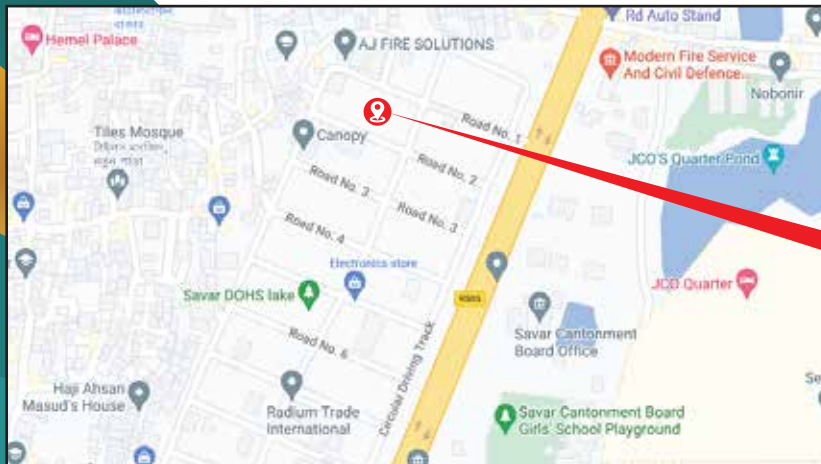 Rd Auto Stand
Hemel Palace
AJ FIRE SOLUTIONS
Modern Fire Service
And Civil Defence...
Nobonir
Road No. 1
Tiles Mosque
Canopy
Road No. 2
JCO'S Quarter Pond
Road No. 3
Road No. 3
Road No. 4
Electronics store
JCO Quarter
Savar DOHS lake
Savar Cantonment
Board Office
Road No. 6
Circular Driving Track
Haji Ahsan
Masud's House
Radium Trade
International
Savar Cantonment Board
Girls' School Playground